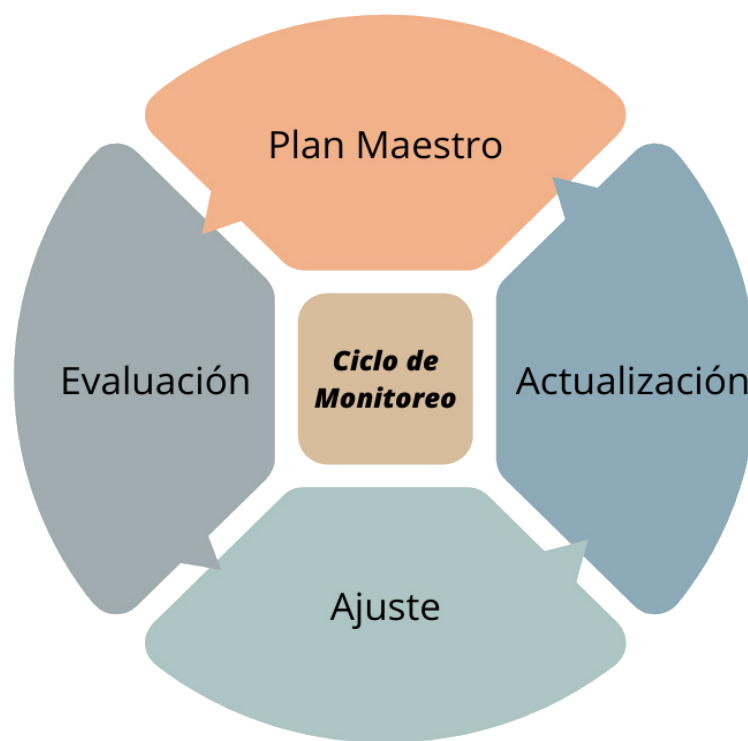 Plan Maestro
Evaluación
Ciclo de
Monitoreo
Actualización
Ajuste